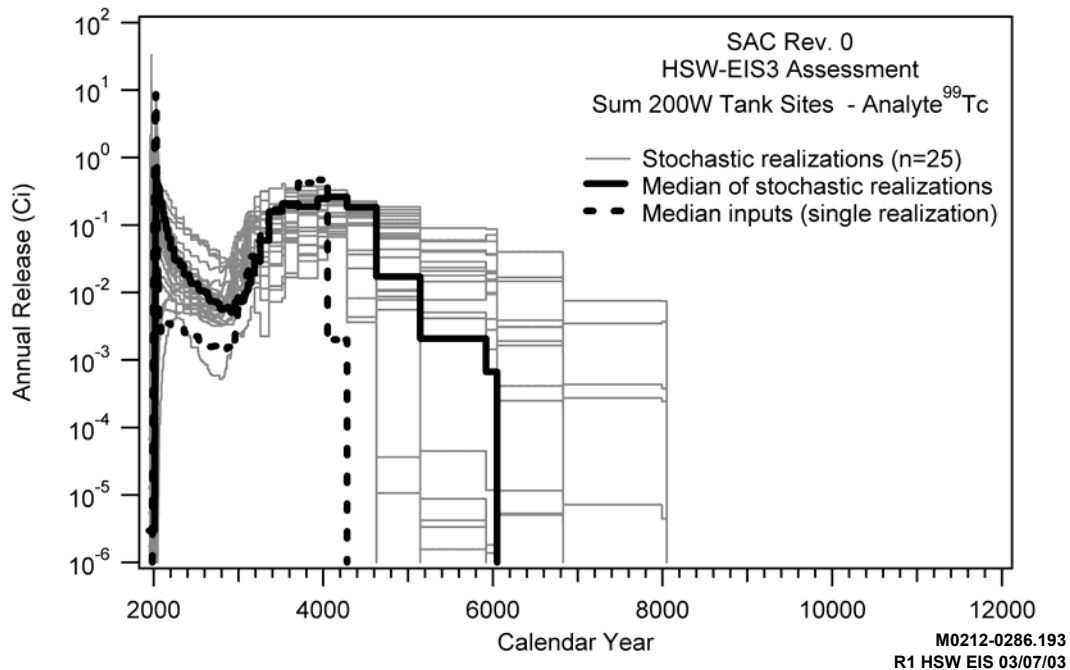 SAC Rev. 0
HSW-EIS3 Assessment
Sum 200W Tank Sites - Analyte⁹⁹Tc
Stochastic realizations (n=25)
Median of stochastic realizations
Median inputs (single realization)
Annual Release (Ci)
10²
10¹
10⁰
10⁻¹
10⁻²
10⁻³
10⁻⁴
10⁻⁵
10⁻⁶
2000 4000 6000 8000 10000 12000
Calendar Year
M0212-0286.193
R1 HSW EIS 03/07/03